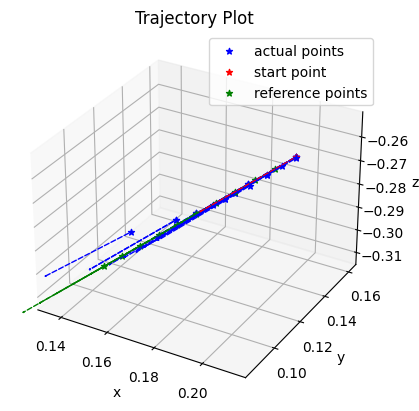 Trajectory Plot
actual points
start point
reference points
−0.26
−0.27
−0.28
z
−0.29
−0.30
−0.31
0.16
0.14
0.12
0.10
y
0.14
0.16
0.18
0.20
x